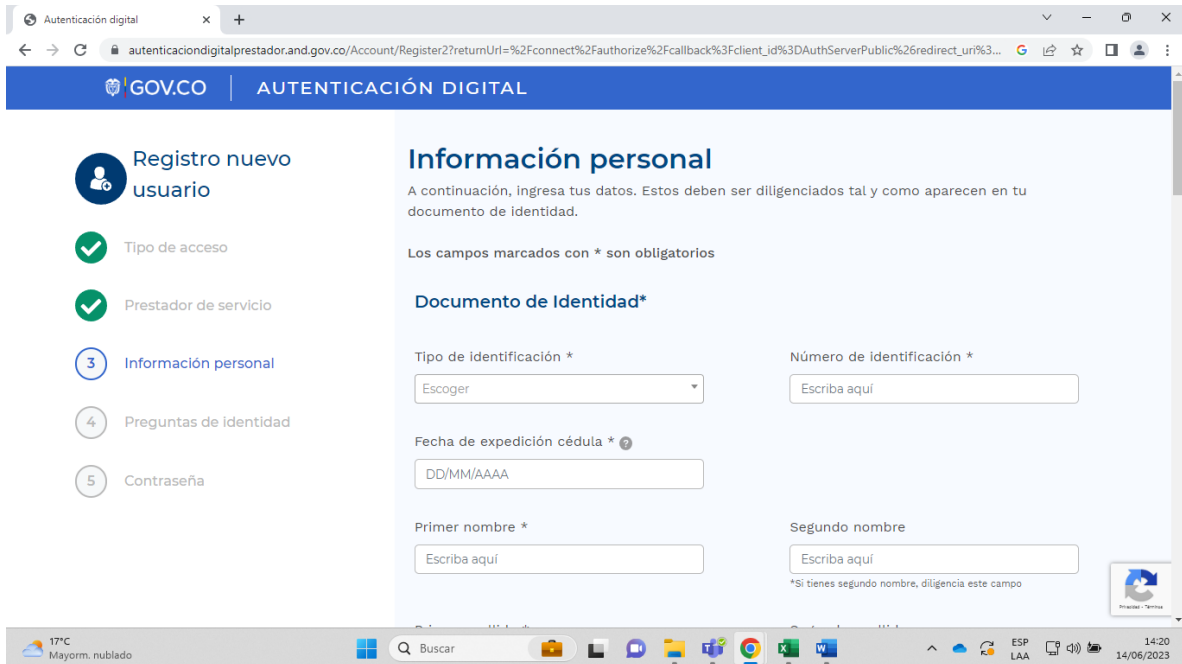 Autenticación digital
autenticaciondigitalprestador.and.gov.co/Account/Register2?returnUrl=%2Fconnect%2Fauthorize%2Fcallback%3Fclient_id%3DAuthServerPublic%26redirect_uri%3...
GOV.CO
AUTENTICACIÓN DIGITAL
Registro nuevo
usuario
Tipo de acceso
Prestador de servicio
3 Información personal
4 Preguntas de identidad
5 Contraseña
Información personal
A continuación, ingresa tus datos. Estos deben ser diligenciados tal y como aparecen en tu
documento de identidad.
Los campos marcados con * son obligatorios
Documento de Identidad*
Tipo de identificación *
Escoger
Número de identificación *
Escriba aquí
Fecha de expedición cédula * ?
DD/MM/AAAA
Primer nombre *
Escriba aquí
Segundo nombre
Escriba aquí
*Si tienes segundo nombre, diligencia este campo
Privacidad - Términos
17°C
Mayorm. nublado
Buscar
ESP
LAA
14:20
14/06/2023